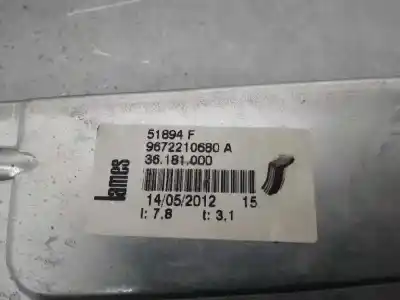 lames
51894 F
9672210680 A
36.181.000
14/05/2012 15
I: 7.8 t: 3.1